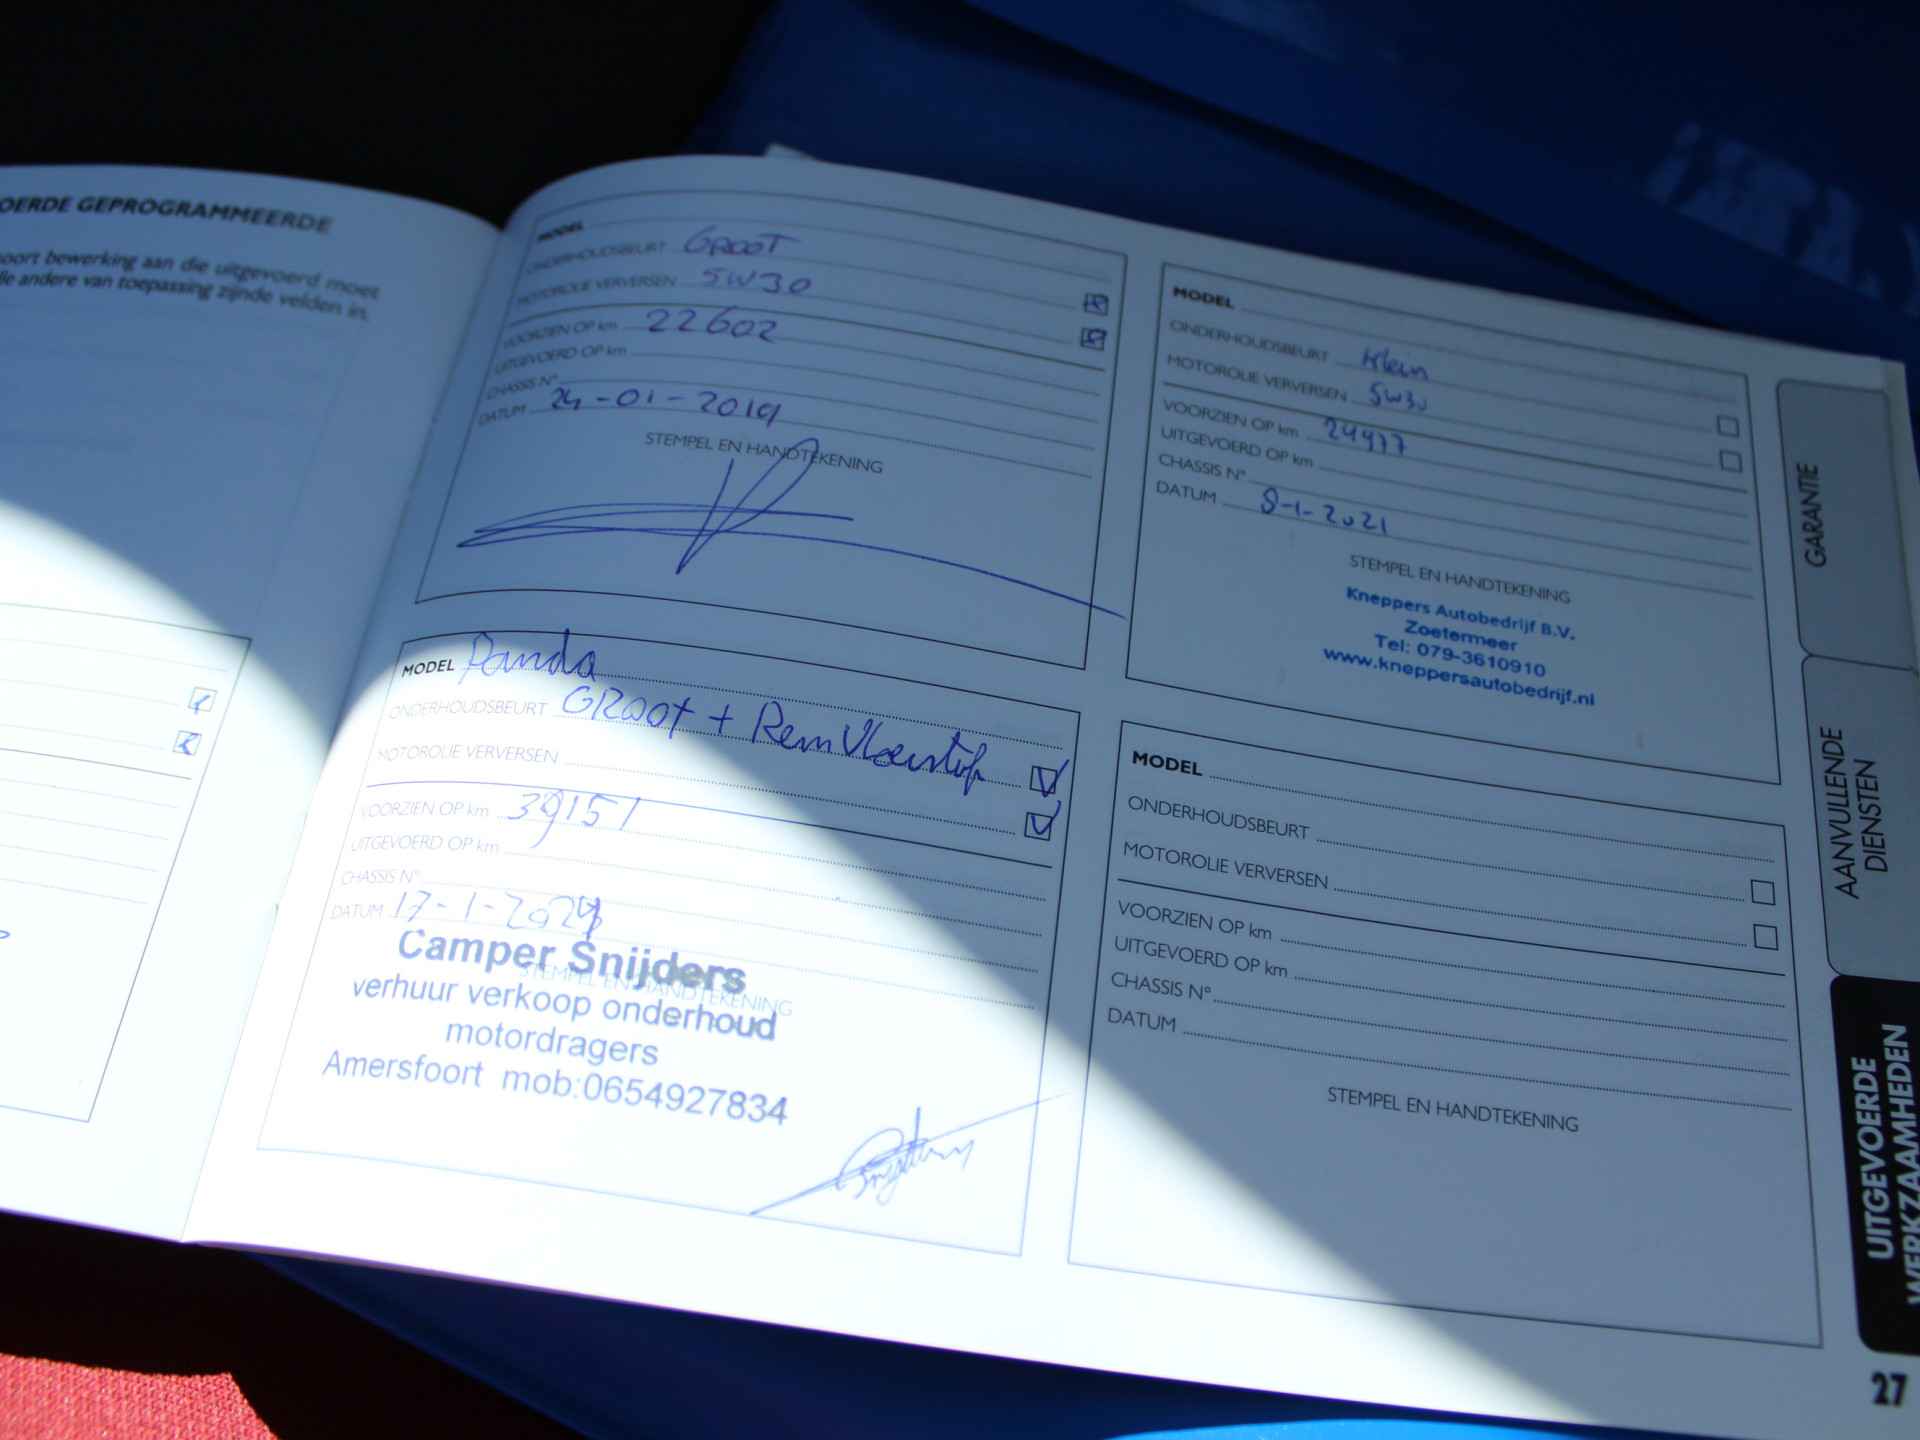 OERDE GEPROGRAMMEERDE
oort bewerking aan die uitgevoerd moet
lle andere van toepassing zijnde velden in.
MODEL
ONDERHOUDSBEURT GROOT
MOTOROLIE VERVERSEN 5W30
VOORZIEN OP km 22602
UITGEVOERD OP km
CHASSIS N°
DATUM 24-01-2019
STEMPEL EN HANDTEKENING
MODEL Panda
ONDERHOUDSBEURT GROOT + Remvloeistof
MOTOROLIE VERVERSEN
VOORZIEN OP km 39151
UITGEVOERD OP km
CHASSIS N°
DATUM 17-1-2024
STEMPEL EN HANDTEKENING
Camper Snijders
verhuur verkoop onderhoud
motordragers
Amersfoort mob:0654927834
MODEL
ONDERHOUDSBEURT Klein
MOTOROLIE VERVERSEN 5W30
VOORZIEN OP km 24977
UITGEVOERD OP km
CHASSIS N°
DATUM 8-1-2021
STEMPEL EN HANDTEKENING
Kneppers Autobedrijf B.V.
Zoetermeer
Tel: 079-3610910
www.kneppersautobedrijf.nl
MODEL
ONDERHOUDSBEURT
MOTOROLIE VERVERSEN
VOORZIEN OP km
UITGEVOERD OP km
CHASSIS N°
DATUM
STEMPEL EN HANDTEKENING
GARANTIE
AANVULLENDE
DIENSTEN
UITGEVOERDE
WERKZAAMHEDEN
27